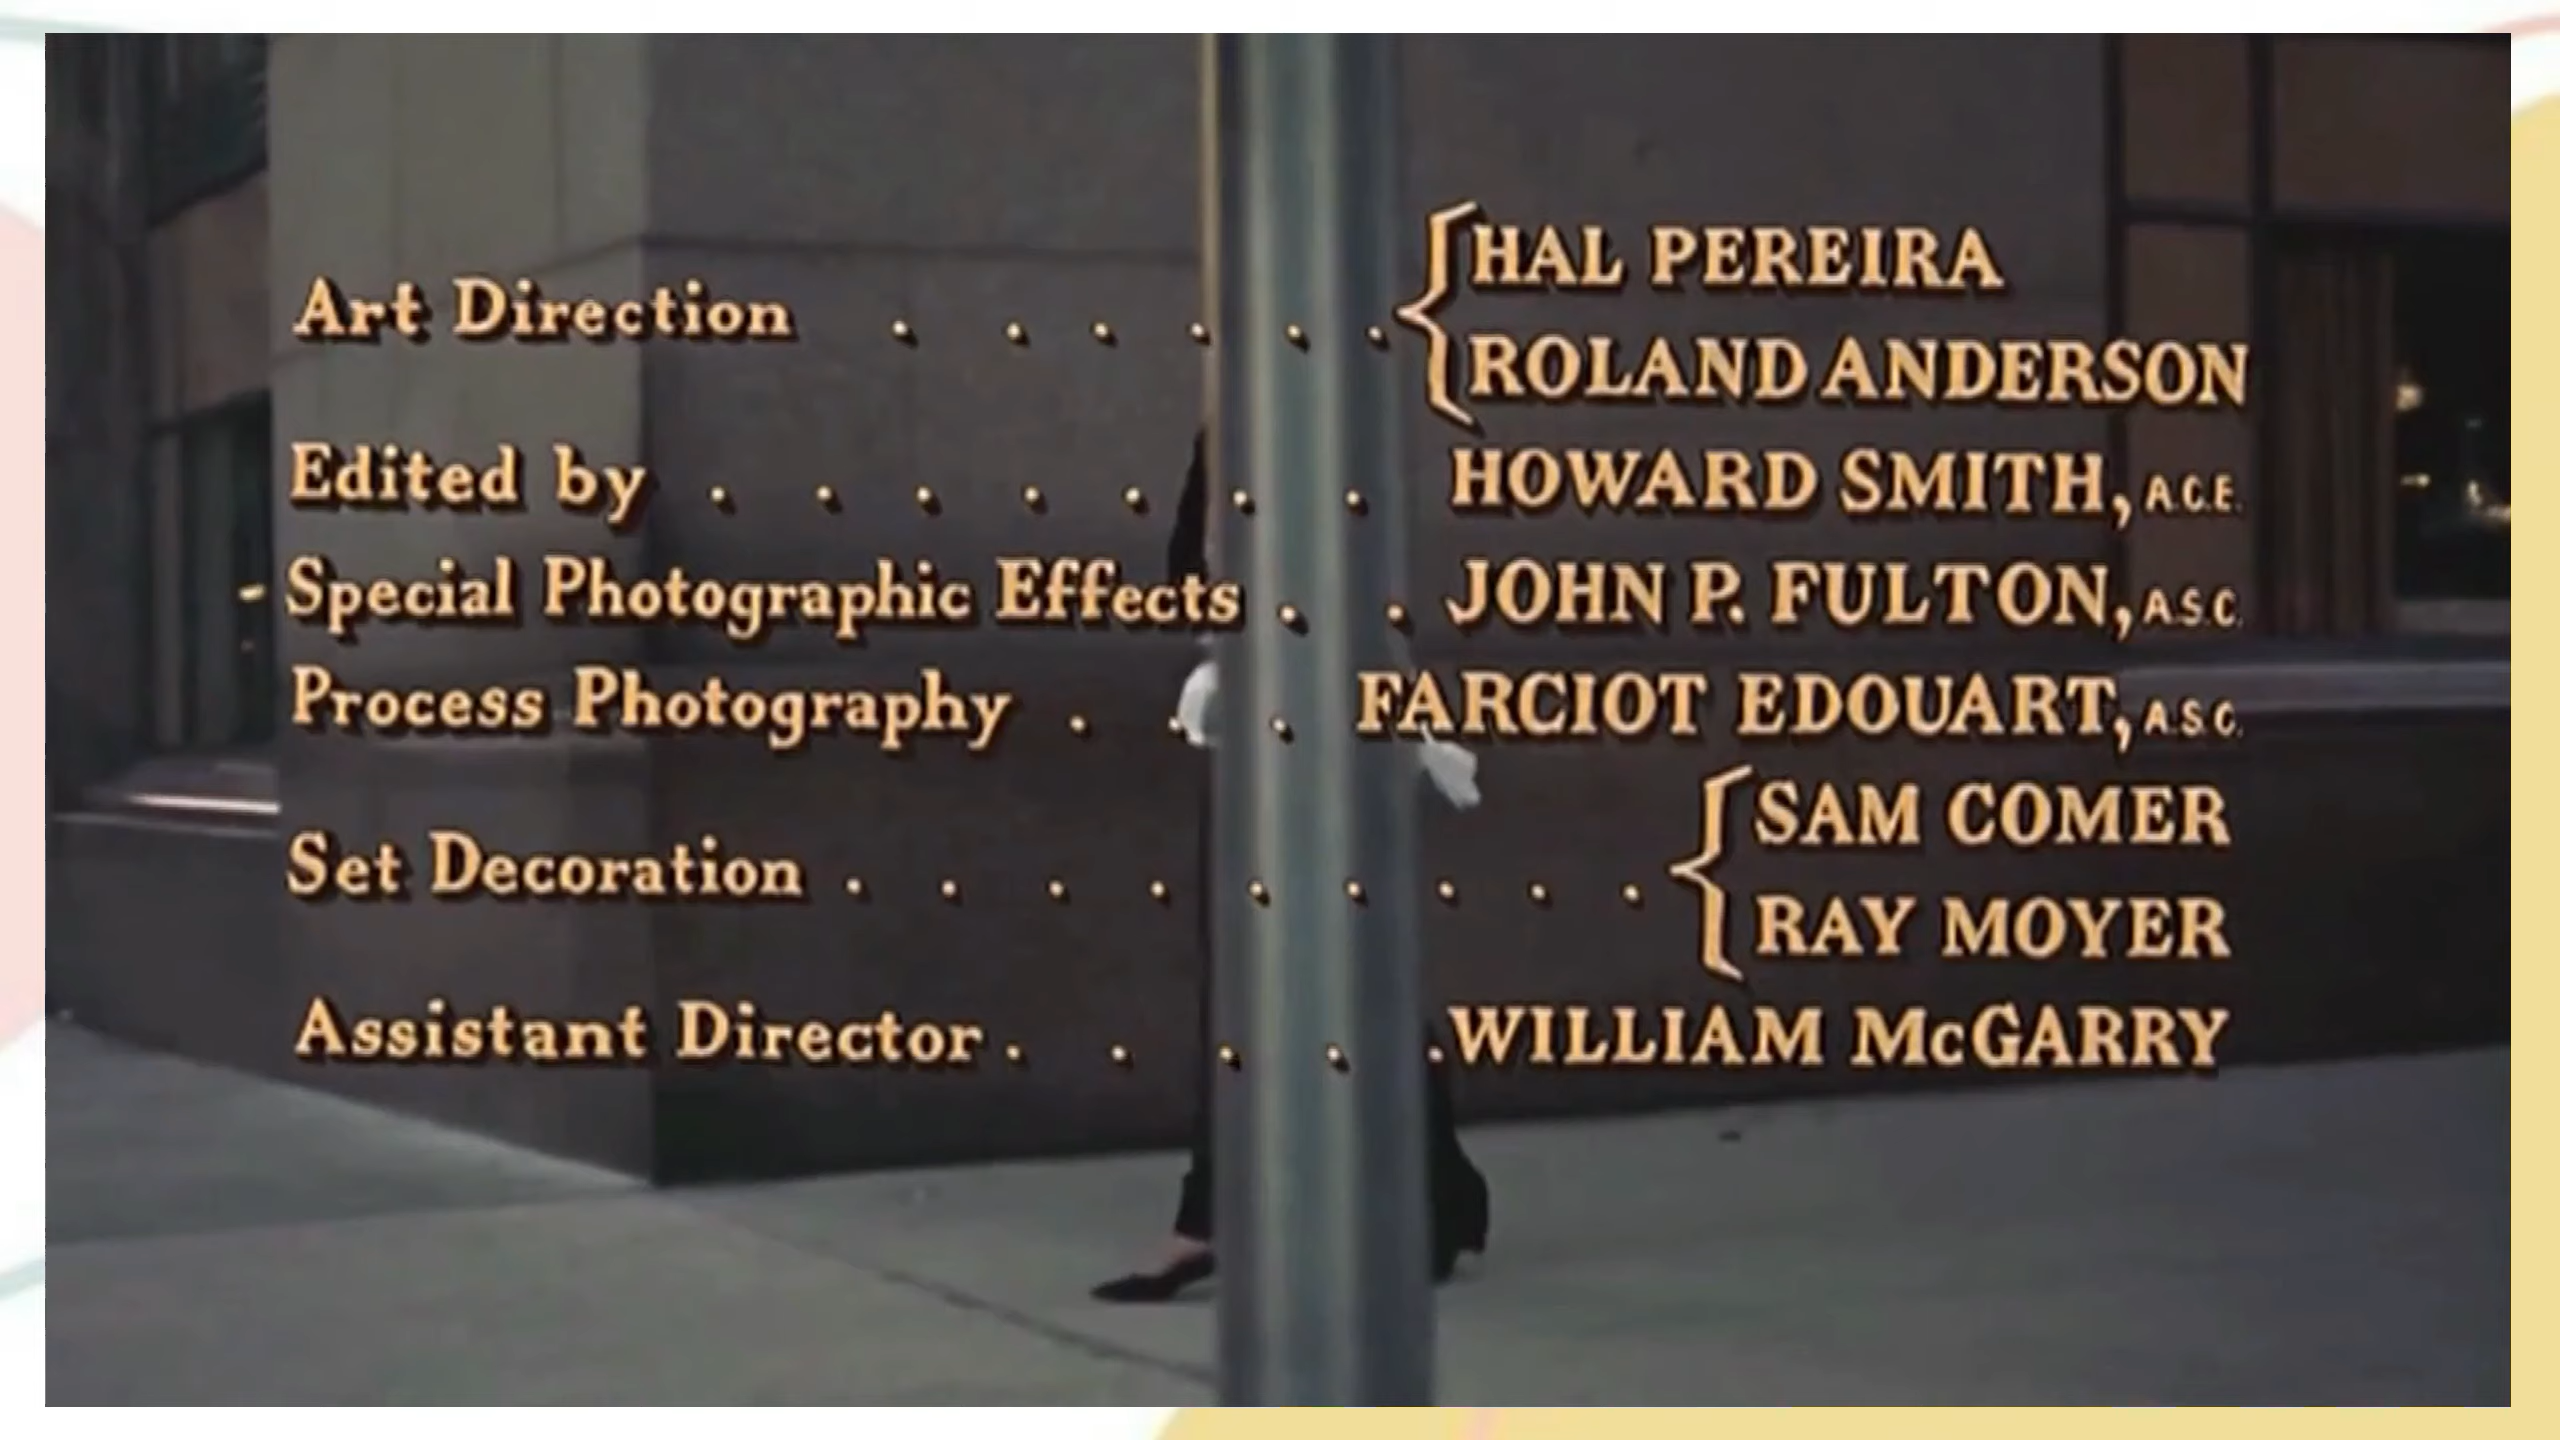 Art Direction . . . . . . { HAL PEREIRA
ROLAND ANDERSON
Edited by . . . . . . . HOWARD SMITH, A.C.E.
Special Photographic Effects . . JOHN P. FULTON, A.S.C.
Process Photography . . . FARCIOT EDOUART, A.S.C.
Set Decoration . . . . . . . . . { SAM COMER
RAY MOYER
Assistant Director . . . . . WILLIAM McGARRY